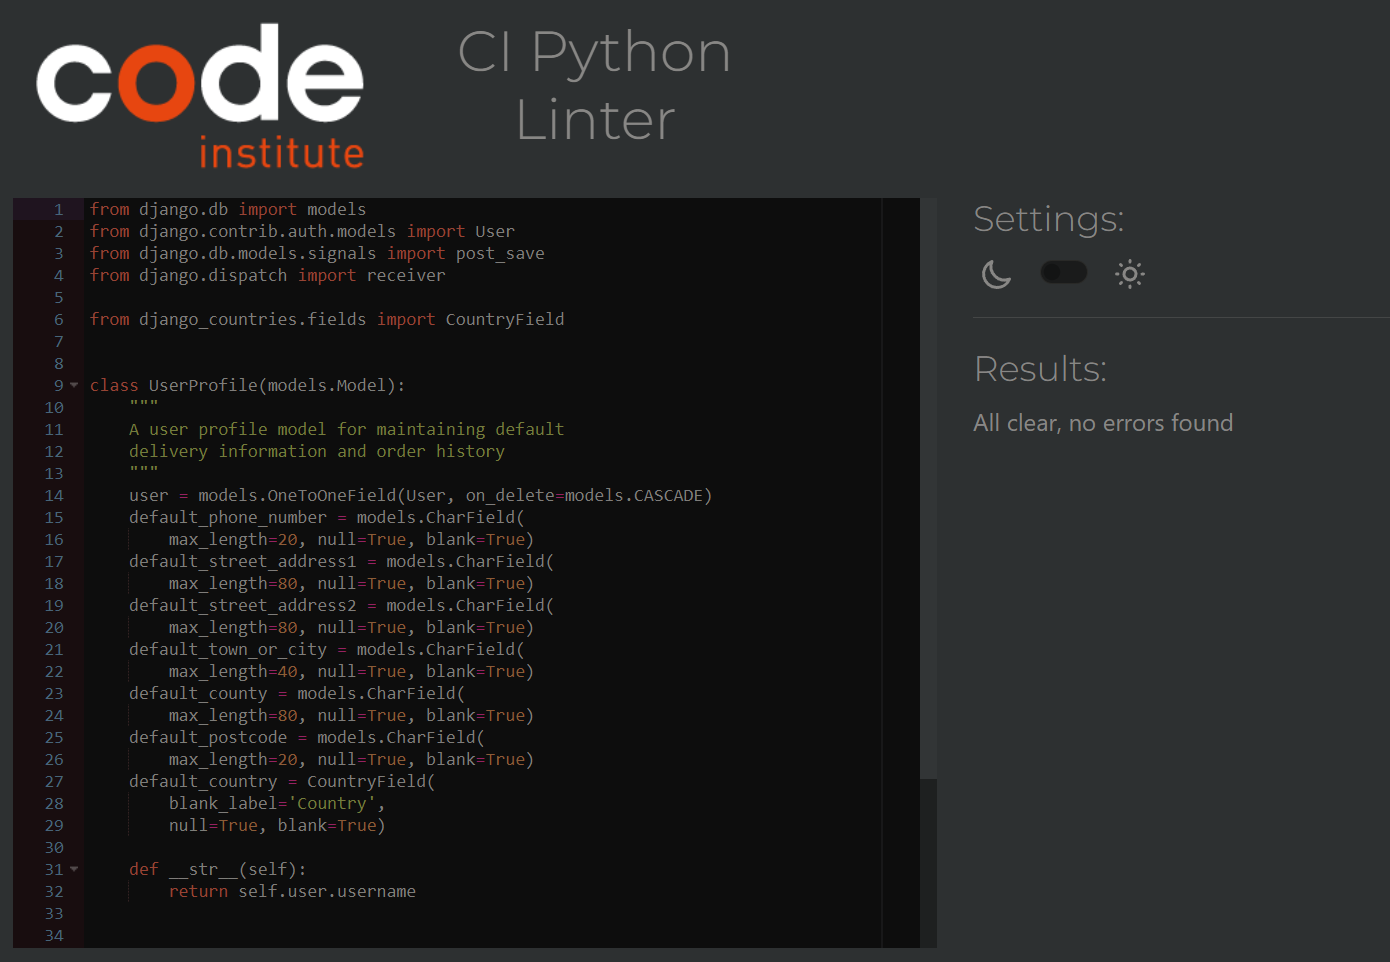 code
institute
CI Python
Linter
1 from django.db import models
2 from django.contrib.auth.models import User
3 from django.db.models.signals import post_save
4 from django.dispatch import receiver
5
6 from django_countries.fields import CountryField
7
8
9 class UserProfile(models.Model):
10     """
11     A user profile model for maintaining default
12     delivery information and order history
13     """
14     user = models.OneToOneField(User, on_delete=models.CASCADE)
15     default_phone_number = models.CharField(
16         max_length=20, null=True, blank=True)
17     default_street_address1 = models.CharField(
18         max_length=80, null=True, blank=True)
19     default_street_address2 = models.CharField(
20         max_length=80, null=True, blank=True)
21     default_town_or_city = models.CharField(
22         max_length=40, null=True, blank=True)
23     default_county = models.CharField(
24         max_length=80, null=True, blank=True)
25     default_postcode = models.CharField(
26         max_length=20, null=True, blank=True)
27     default_country = CountryField(
28         blank_label='Country',
29         null=True, blank=True)
30
31     def __str__(self):
32         return self.user.username
33
34
Settings:
Results:
All clear, no errors found